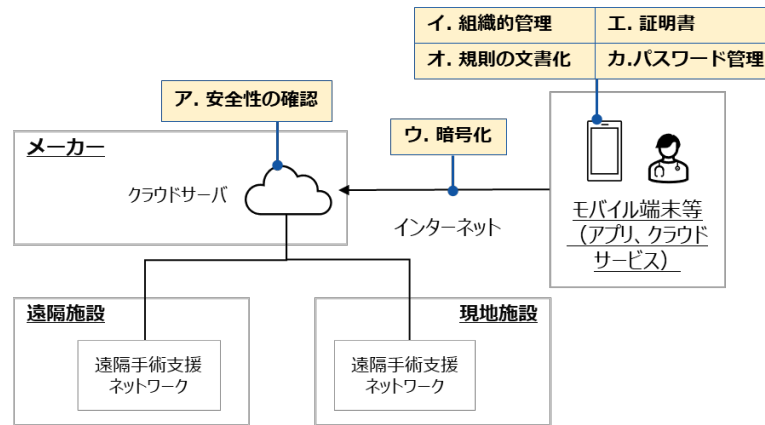 イ. 組織的管理
エ. 証明書
オ. 規則の文書化
カ.パスワード管理
ア. 安全性の確認
ウ. 暗号化
メーカー
クラウドサーバ
インターネット
モバイル端末等
（アプリ、クラウド
サービス）
遠隔施設
現地施設
遠隔手術支援
ネットワーク
遠隔手術支援
ネットワーク